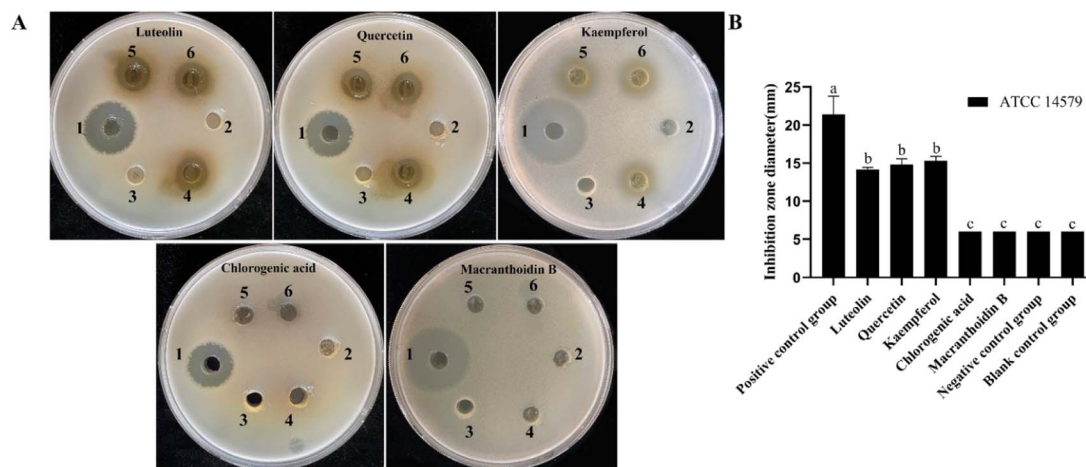 A
B
Luteolin
5
6
1
2
3
4
Quercetin
5
6
1
2
3
4
Kaempferol
5
6
1
2
3
4
Chlorogenic acid
5
6
1
2
3
4
Macranthoidin B
5
6
1
2
3
4
Inhibition zone diameter(mm)
25
20
15
10
5
0
ATCC 14579
a
b
b
b
c
c
c
c
Positive control group
Luteolin
Quercetin
Kaempferol
Chlorogenic acid
Macranthoidin B
Negative control group
Blank control group